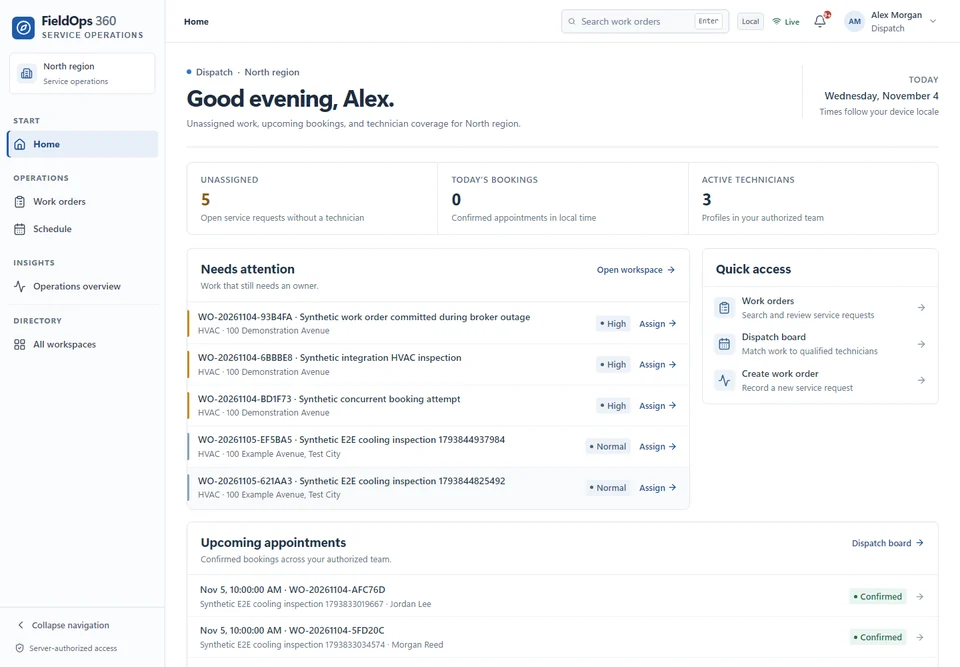 FieldOps 360
SERVICE OPERATIONS
North region
Service operations
START
Home
OPERATIONS
Work orders
Schedule
INSIGHTS
Operations overview
DIRECTORY
All workspaces
Collapse navigation
Server-authorized access
Home
Search work orders
Enter
Local
Live
9+
AM
Alex Morgan
Dispatch
Dispatch · North region
Good evening, Alex.
Unassigned work, upcoming bookings, and technician coverage for North region.
TODAY
Wednesday, November 4
Times follow your device locale
UNASSIGNED
5
Open service requests without a technician
TODAY'S BOOKINGS
0
Confirmed appointments in local time
ACTIVE TECHNICIANS
3
Profiles in your authorized team
Needs attention
Open workspace
Work that still needs an owner.
WO-20261104-93B4FA · Synthetic work order committed during broker outage
HVAC · 100 Demonstration Avenue
High
Assign
WO-20261104-6BBBE8 · Synthetic integration HVAC inspection
HVAC · 100 Demonstration Avenue
High
Assign
WO-20261104-BD1F73 · Synthetic concurrent booking attempt
HVAC · 100 Demonstration Avenue
High
Assign
WO-20261105-EF5BA5 · Synthetic E2E cooling inspection 1793844937984
HVAC · 100 Example Avenue, Test City
Normal
Assign
WO-20261105-621AA3 · Synthetic E2E cooling inspection 1793844825492
HVAC · 100 Example Avenue, Test City
Normal
Assign
Quick access
Work orders
Search and review service requests
Dispatch board
Match work to qualified technicians
Create work order
Record a new service request
Upcoming appointments
Dispatch board
Confirmed bookings across your authorized team.
Nov 5, 10:00:00 AM · WO-20261104-AFC76D
Synthetic E2E cooling inspection 1793833019667 · Jordan Lee
Confirmed
Nov 5, 10:00:00 AM · WO-20261104-5FD20C
Synthetic E2E cooling inspection 1793833034574 · Morgan Reed
Confirmed